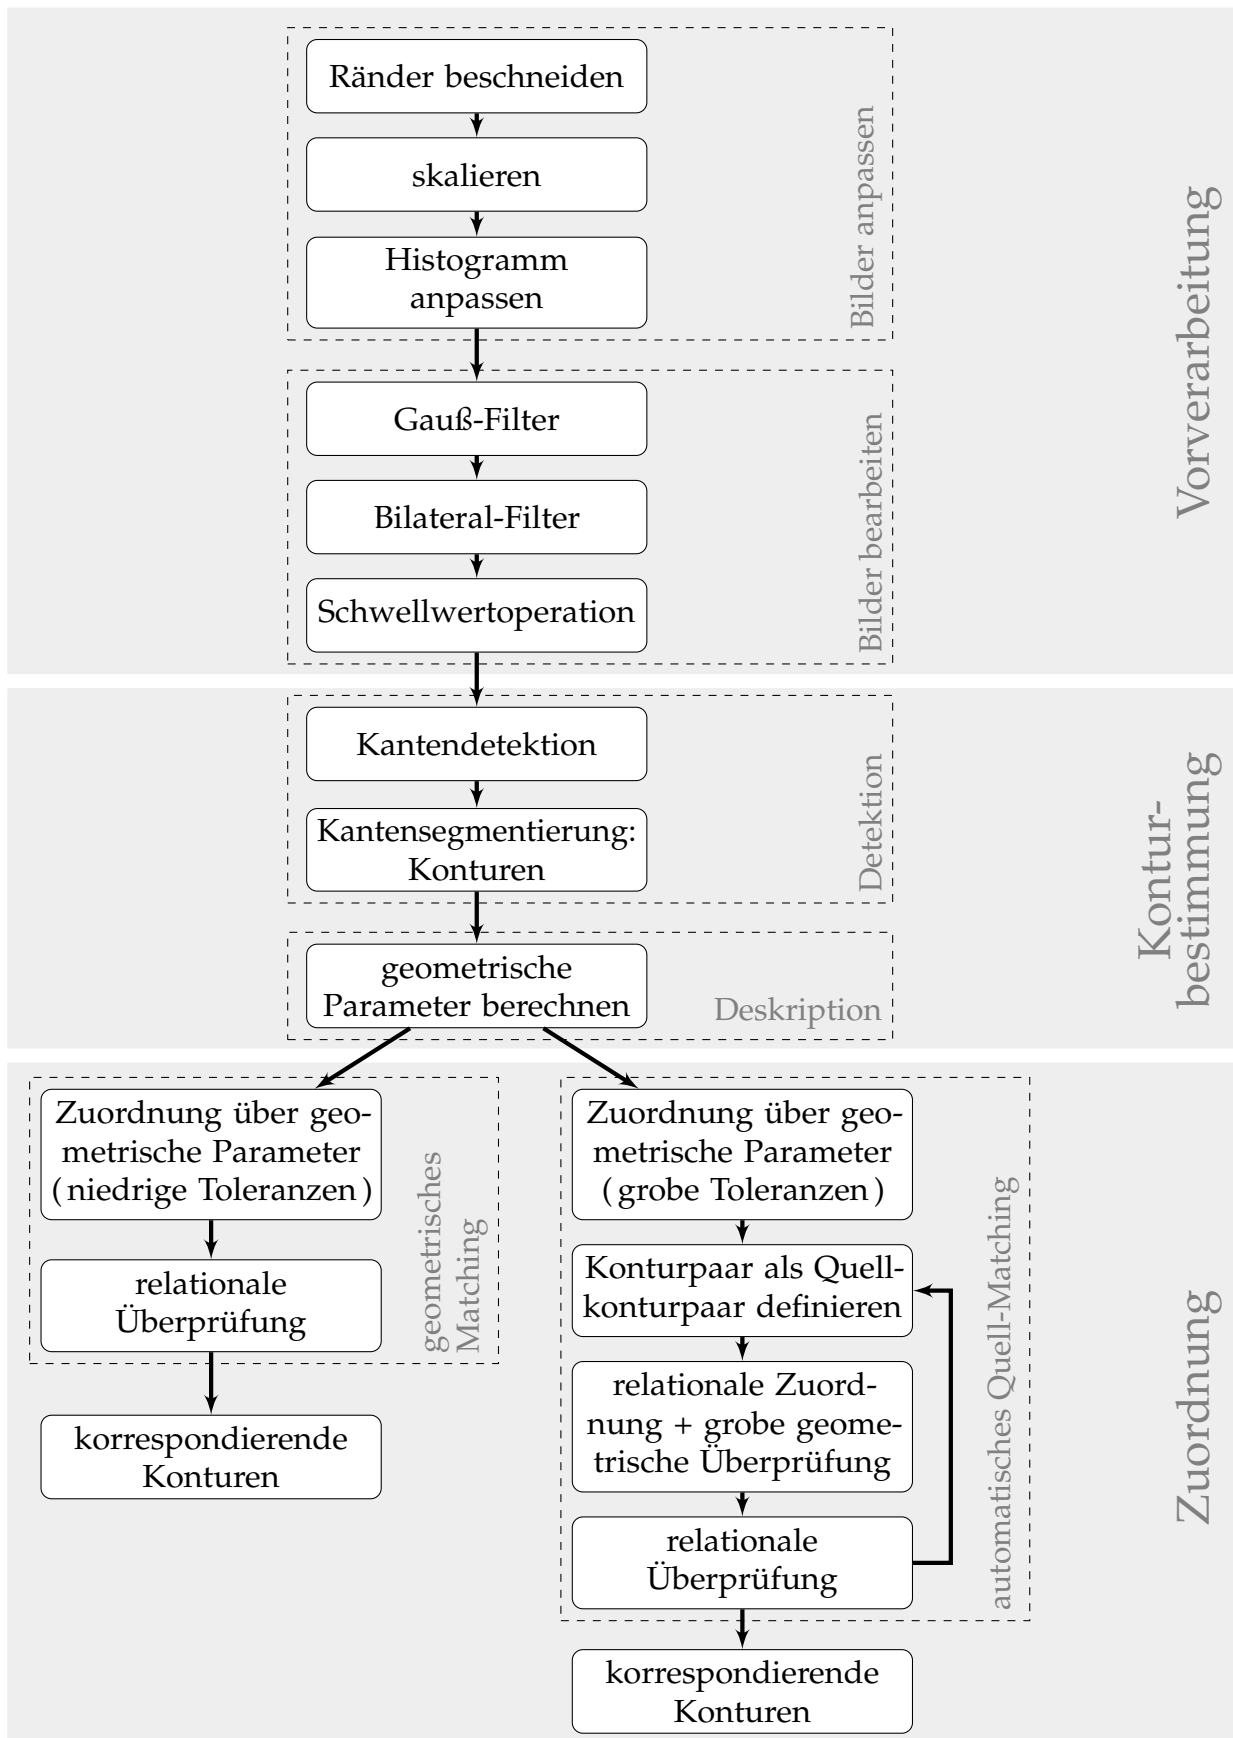 Ränder beschneiden
skalieren
Histogramm
anpassen
Bilder anpassen
Gauß-Filter
Bilateral-Filter
Schwellwertoperation
Bilder bearbeiten
Vorverarbeitung
Kantendetektion
Kantensegmentierung:
Konturen
Detektion
geometrische
Parameter berechnen
Deskription
Kontur-
bestimmung
Zuordnung über geo-
metrische Parameter
(niedrige Toleranzen)
relationale
Überprüfung
geometrisches
Matching
korrespondierende
Konturen
Zuordnung über geo-
metrische Parameter
(grobe Toleranzen)
Konturpaar als Quell-
konturpaar definieren
relationale Zuord-
nung + grobe geome-
trische Überprüfung
relationale
Überprüfung
automatisches Quell-Matching
korrespondierende
Konturen
Zuordnung